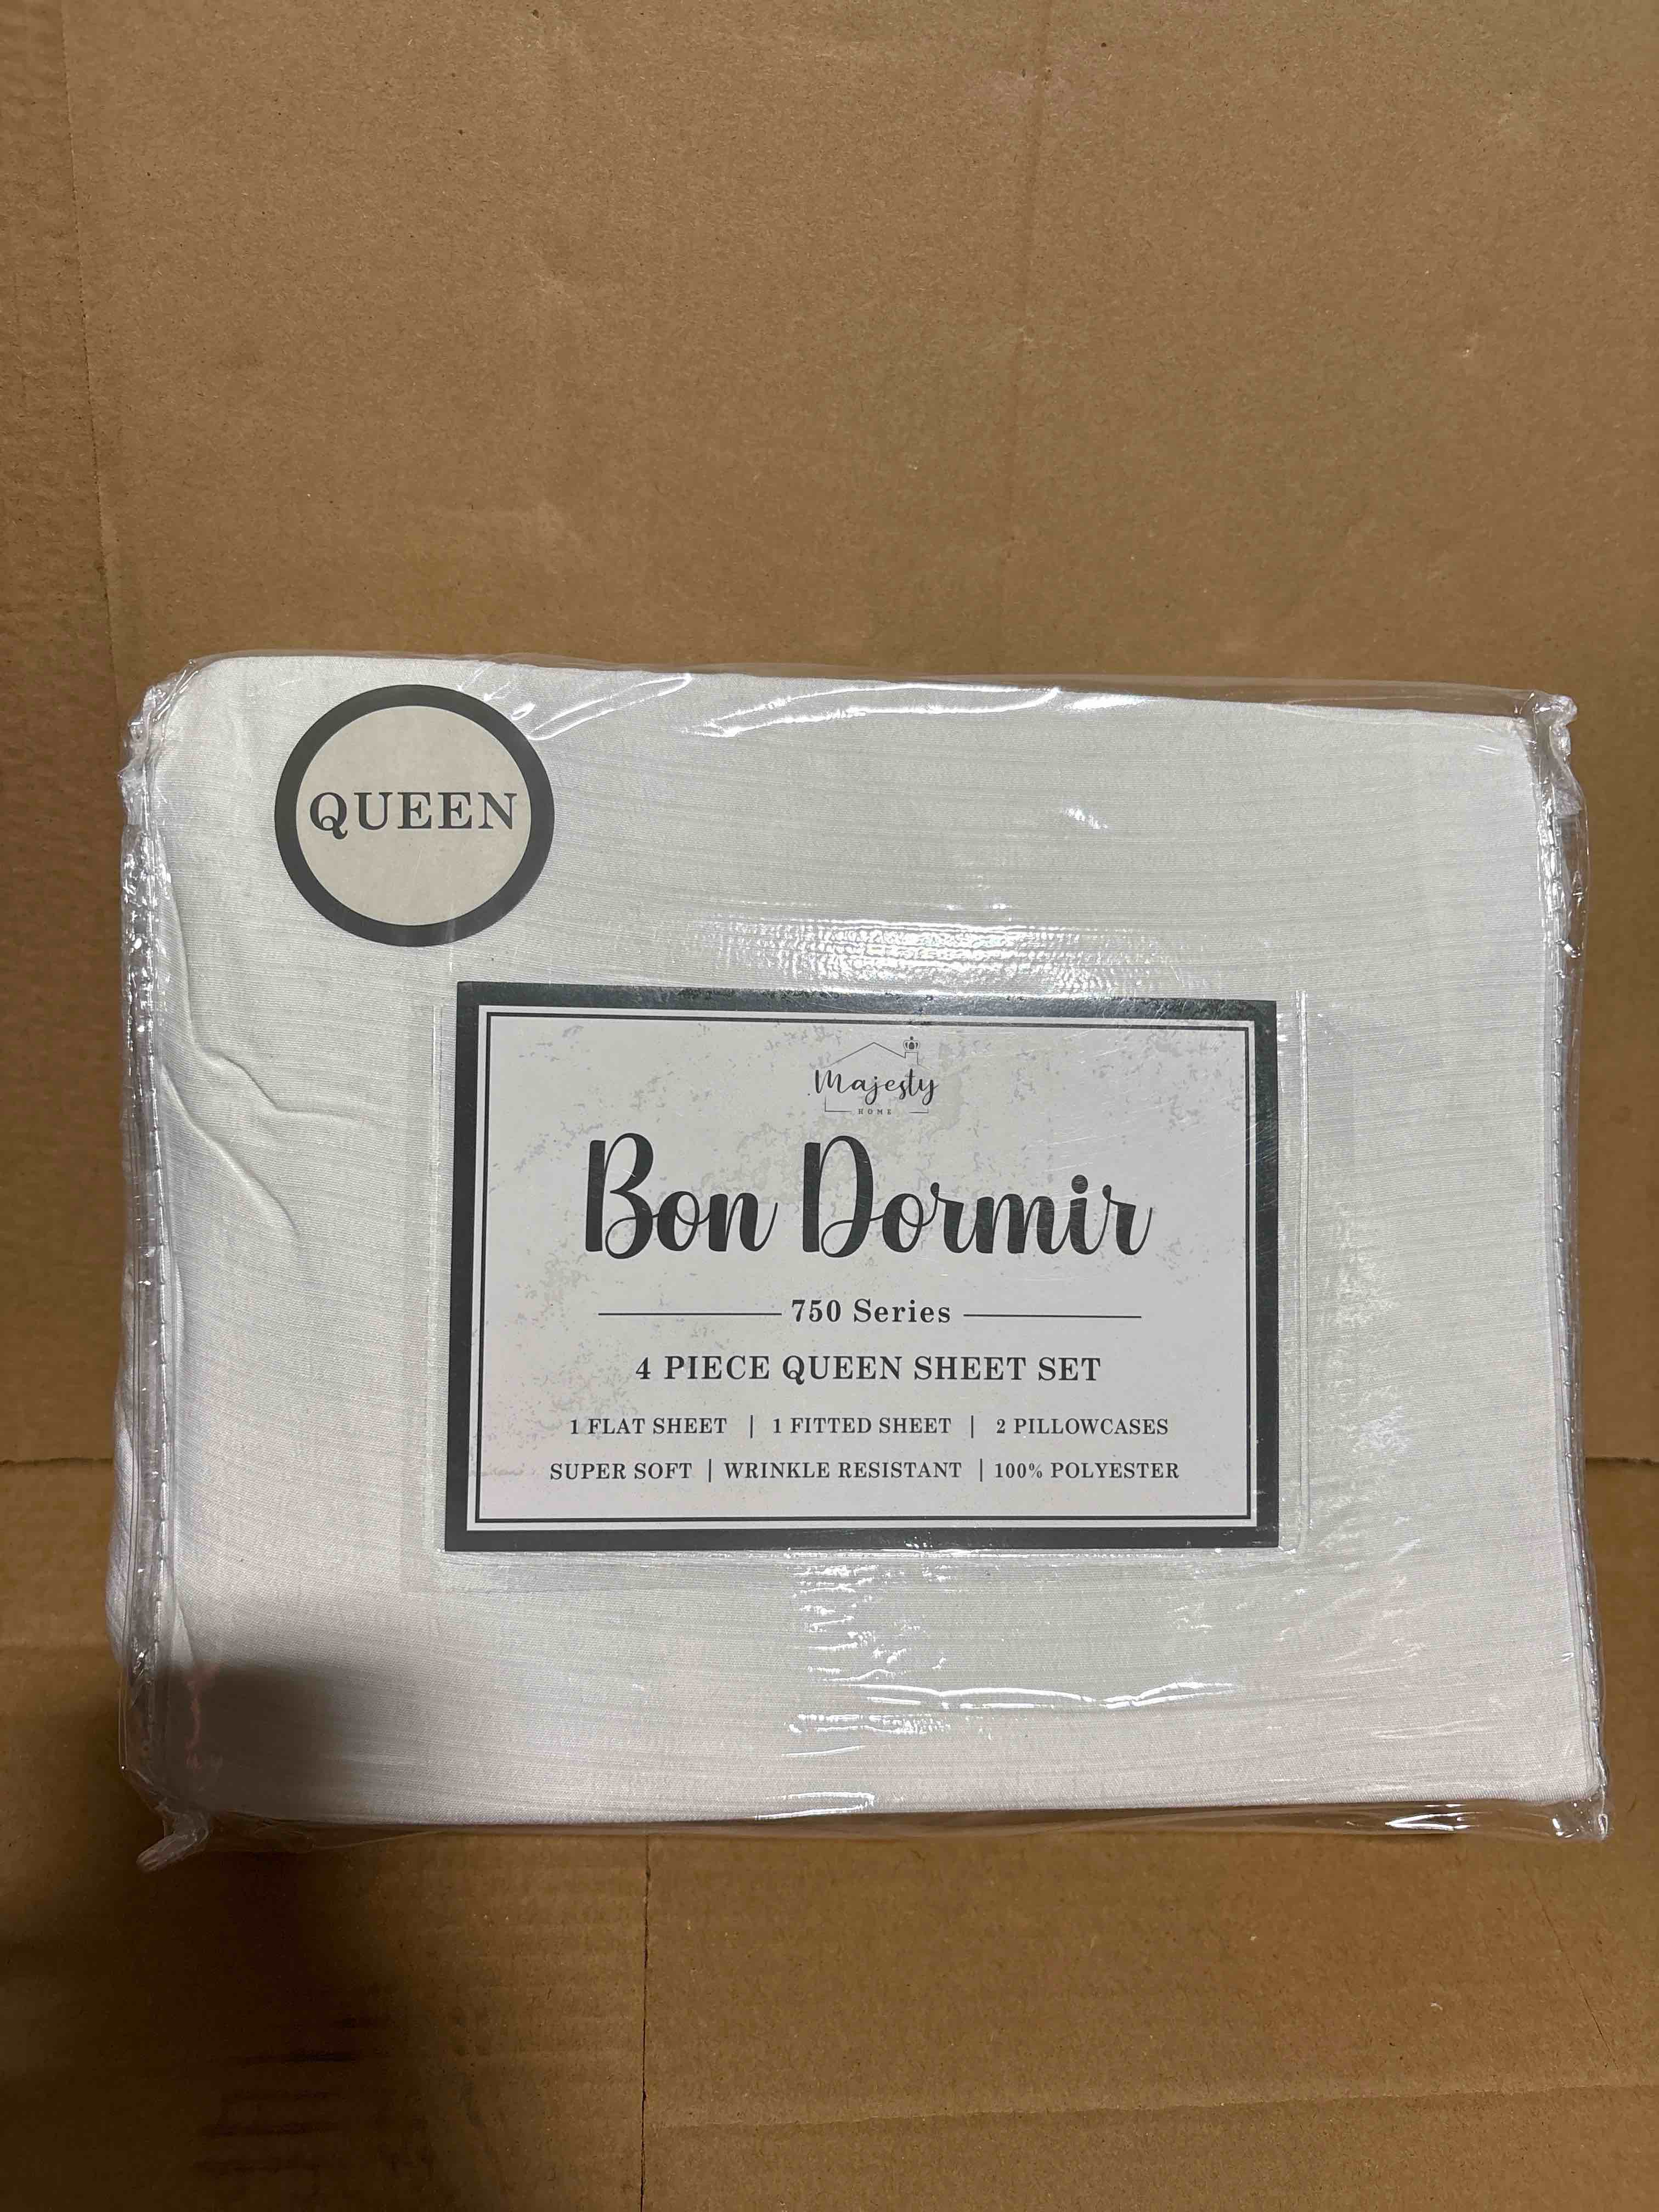 QUEEN
Majesty
HOME
Bon Dormir
750 Series
4 PIECE QUEEN SHEET SET
1 FLAT SHEET | 1 FITTED SHEET | 2 PILLOWCASES
SUPER SOFT | WRINKLE RESISTANT | 100% POLYESTER